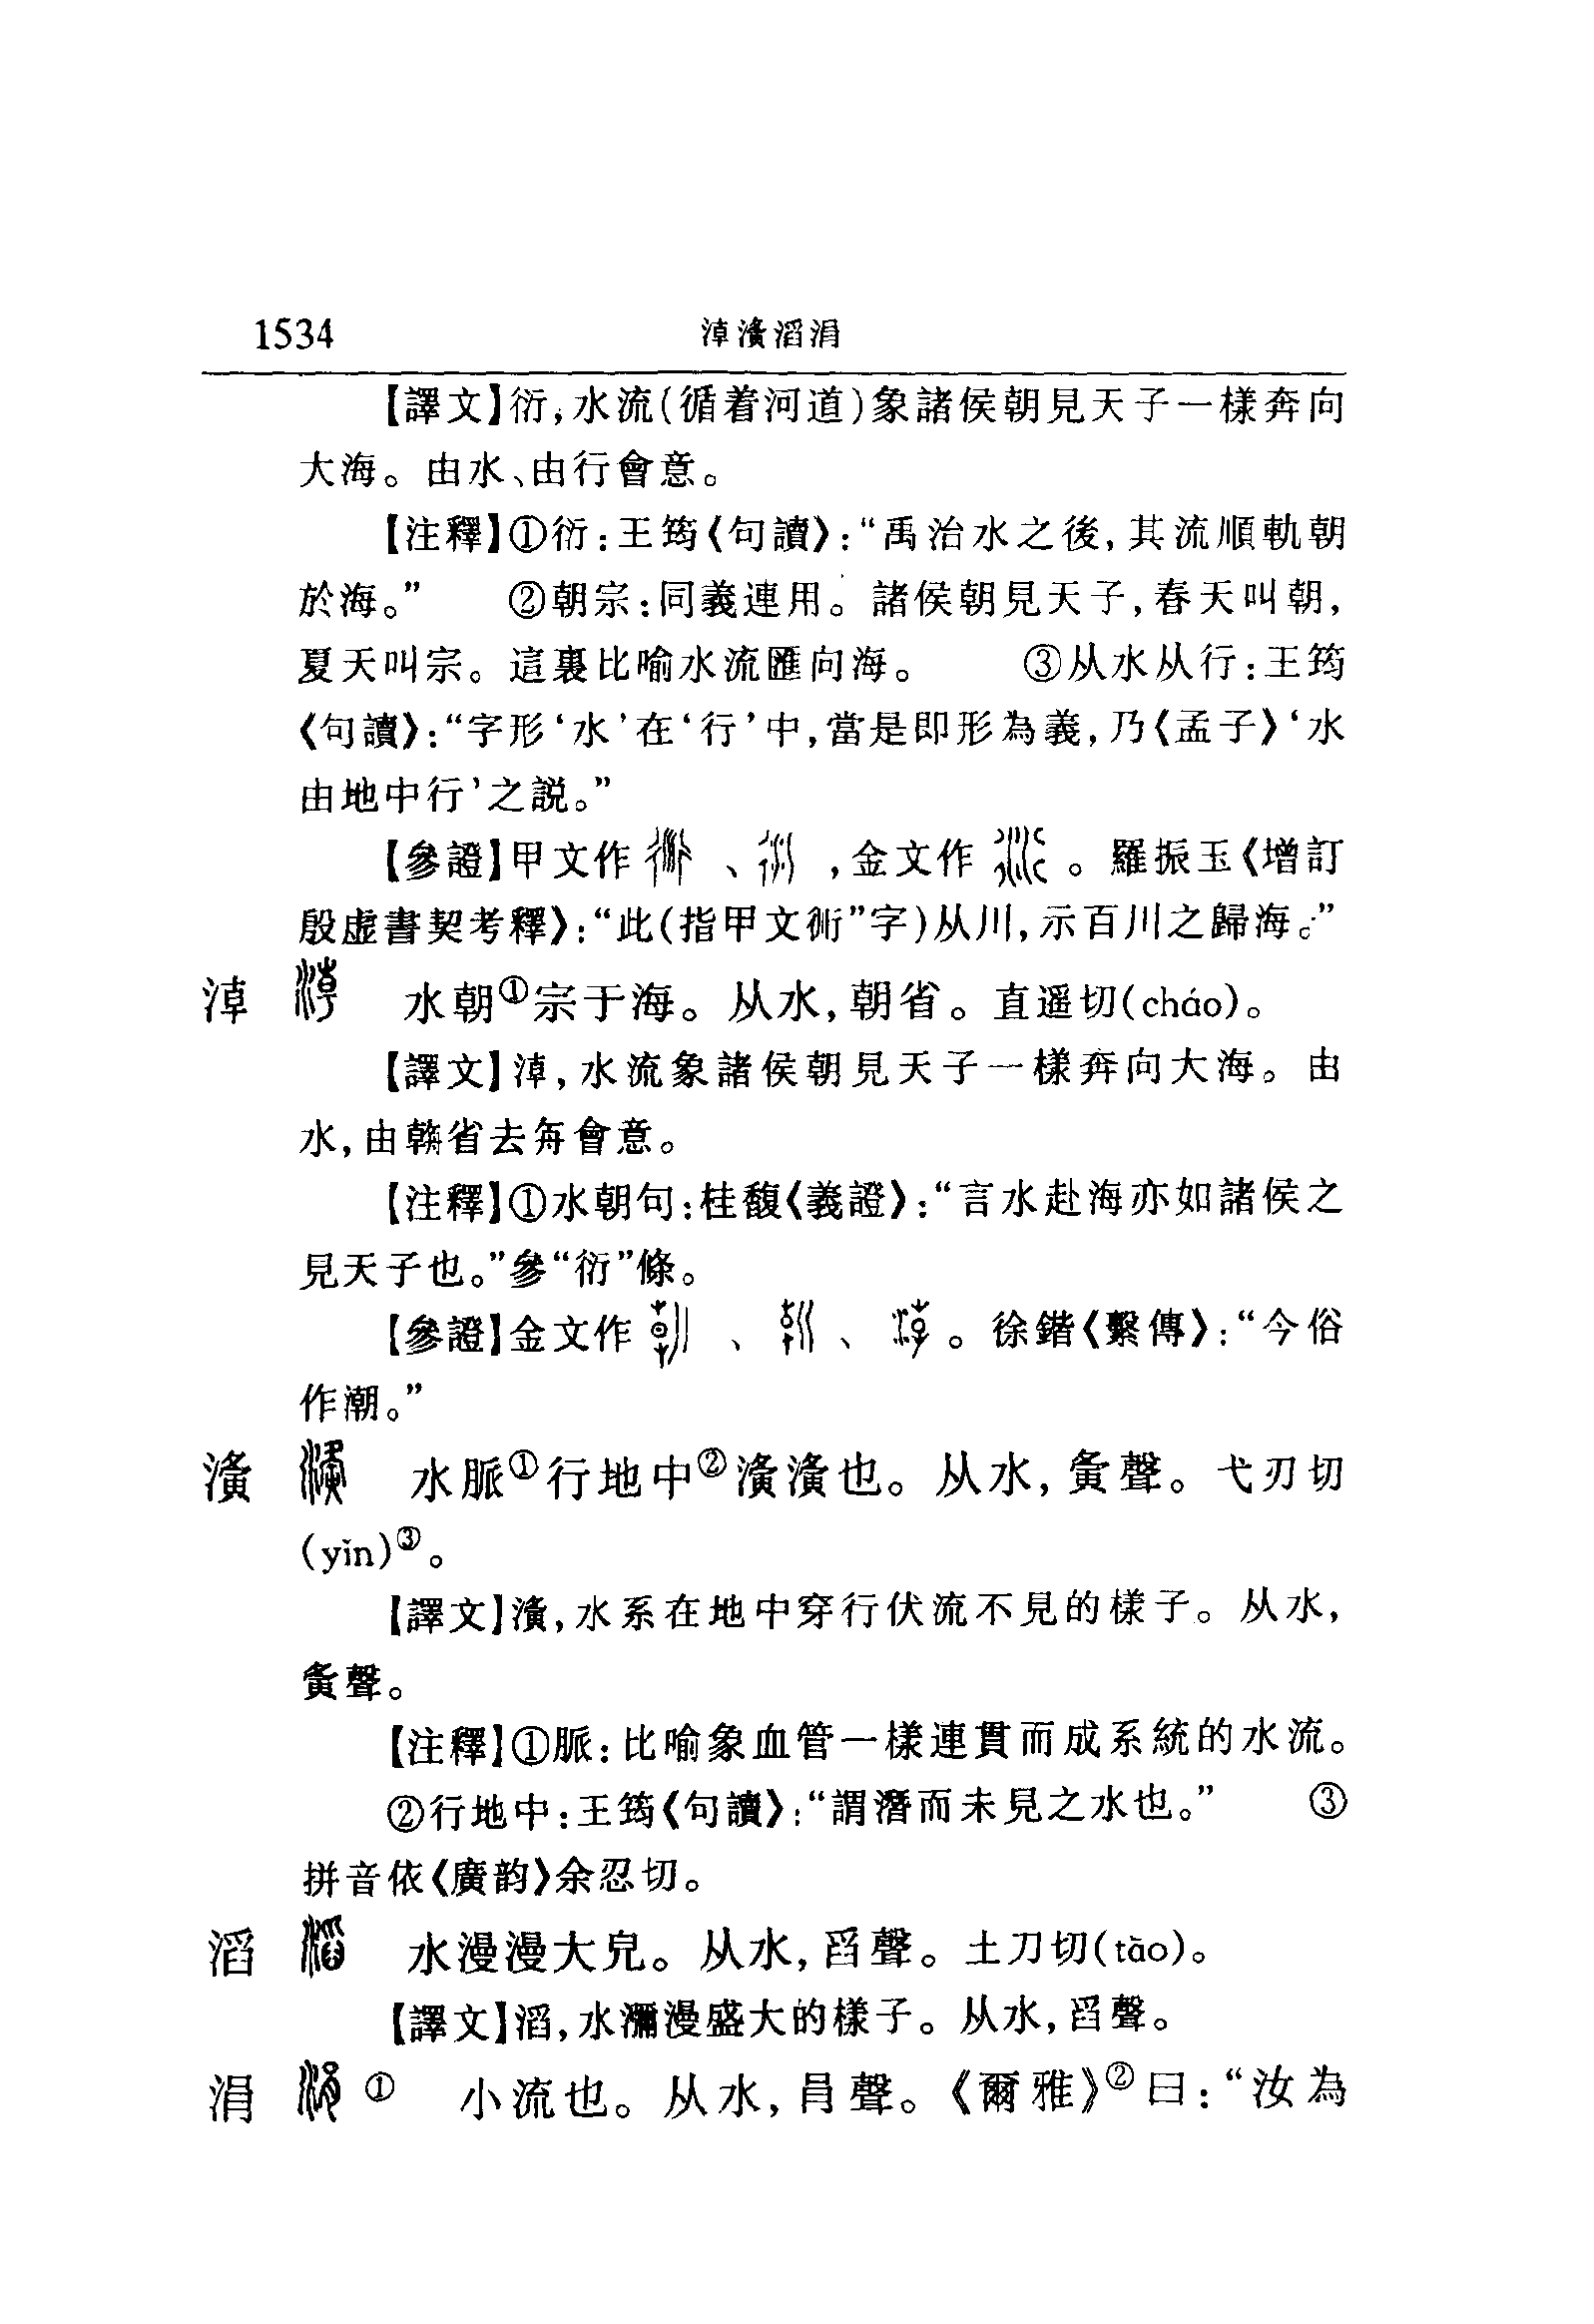 1534 淖濥滔涓
【譯文】衍,水流(循着河道)象諸侯朝見天子一樣奔向
大海。由水、由行會意。
【注釋】①衍:王筠《句讀》:“禹治水之後,其流順軌朝
於海。” ②朝宗:同義連用。諸侯朝見天子,春天叫朝,
夏天叫宗。這裏比喻水流匯向海。 ③从水从行:王筠
《句讀》:“字形‘水’在‘行’中,當是即形為義,乃《孟子》‘水
由地中行’之説。”
【參證】甲文作 、 ,金文作 。羅振玉《增訂
殷虚書契考釋》:“此(指甲文 ”字)从川,示百川之歸海。”
淖 水朝①宗于海。从水,朝省。直遥切(cháo)。
【譯文】淖,水流象諸侯朝見天子一樣奔向大海。由
水,由 省去 會意。
【注釋】①水朝句:桂馥《義證》:“言水赴海亦如諸侯之
見天子也。”參“衍”條。
【參證】金文作 、 、 。徐鍇《繫傳》:“今俗
作潮。”
濥 水脈①行地中②濥濥也。从水,夤聲。弋刃切
(yǐn)③。
【譯文】濥,水系在地中穿行伏流不見的樣子。从水,
夤聲。
【注釋】①脈:比喻象血管一樣連貫而成系統的水流。
②行地中:王筠《句讀》:“謂濳而未見之水也。” ③
拼音依《廣韵》余忍切。
滔 水漫漫大皃。从水,舀聲。土刀切(tāo)。
【譯文】滔,水瀰漫盛大的樣子。从水,舀聲。
涓 ① 小流也。从水,肙聲。《爾雅》②曰:“汝為